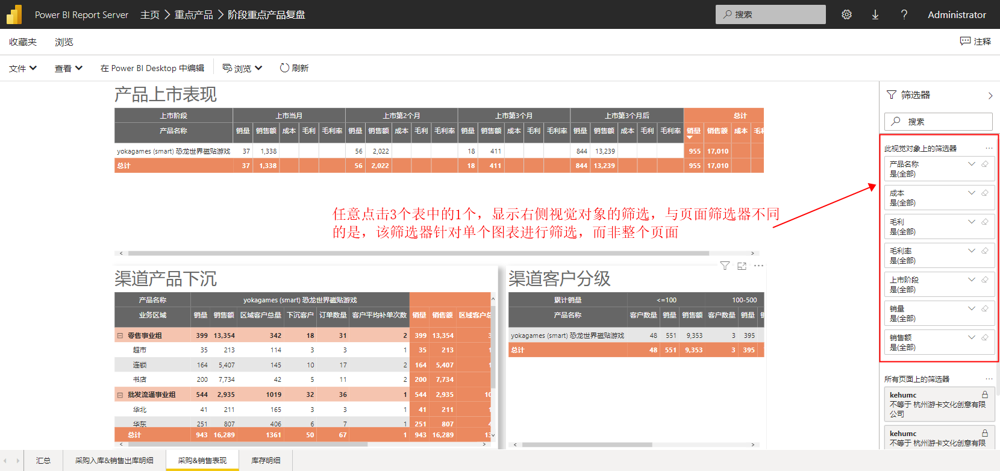 Power BI Report Server 主页 > 重点产品 > 阶段重点产品复盘 搜索 ? Administrator
收藏夹 浏览 注释
文件 查看 在 Power BI Desktop 中编辑 浏览 刷新
产品上市表现
上市阶段 上市当月 上市第2个月 上市第3个月 上市第3个月后 总计
产品名称 销量 销售额 成本 毛利 毛利率 销量 销售额 成本 毛利 毛利率 销量 销售额 成本 毛利 毛利率 销量 销售额 成本 毛利 毛利率 销量 销售额 成本
yokagames (smart) 恐龙世界磁贴游戏 37 1,338 56 2,022 18 411 844 13,239 955 17,010
总计 37 1,338 56 2,022 18 411 844 13,239 955 17,010
任意点击3个表中的1个，显示右侧视觉对象的筛选，与页面筛选器不同
的是，该筛选器针对单个图表进行筛选，而非整个页面
渠道产品下沉
产品名称 yokagames (smart) 恐龙世界磁贴游戏
业务区域 销量 销售额 区域客户总量 下沉客户 订单数量 客户平均补单次数 销量 销售额 区域客户总
零售事业组 399 13,354 342 18 31 2 399 13,354
超市 35 213 114 3 3 1 35 213
连锁 164 5,407 145 10 17 2 164 5,407
书店 200 7,734 42 5 11 2 200 7,734
批发流通事业组 544 2,935 1019 32 36 1 544 2,935 10
华北 41 211 165 3 3 1 41 211
华东 251 807 406 6 7 1 251 807
总计 943 16,289 1361 50 67 1 943 16,289 13
渠道客户分级
累计销量 <=100 100-500
产品名称 客户数量 销量 销售额 客户数量 销量
yokagames (smart) 恐龙世界磁贴游戏 48 551 9,353 3 395
总计 48 551 9,353 3 395
筛选器
搜索
此视觉对象上的筛选器 ...
产品名称
是(全部)
成本
是(全部)
毛利
是(全部)
毛利率
是(全部)
上市阶段
是(全部)
销量
是(全部)
销售额
是(全部)
所有页面上的筛选器 ...
kehumc
不等于 杭州游卡文化创意有限
公司
kehumc
不等于 杭州游卡文化创意有限
汇总 采购入库&销售出库明细 采购&销售表现 库存明细